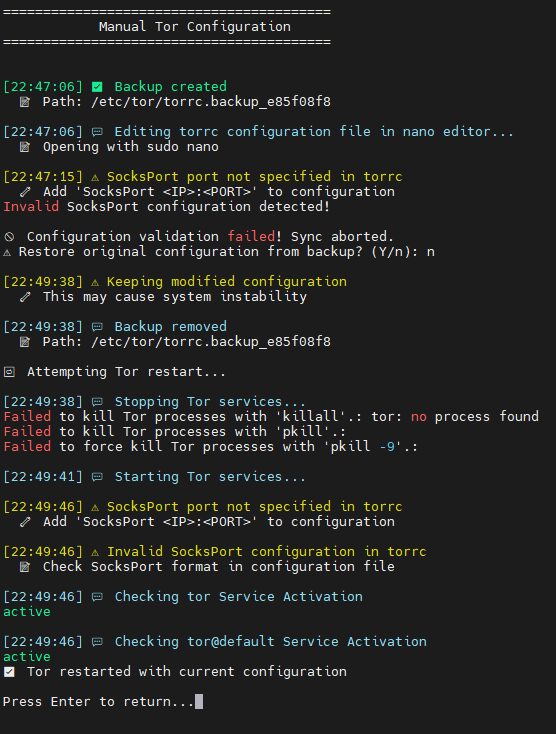 =========================================
Manual Tor Configuration
=========================================
[22:47:06] ✅ Backup created
📝 Path: /etc/tor/torrc.backup_e85f08f8
[22:47:06] 💬 Editing torrc configuration file in nano editor...
📝 Opening with sudo nano
[22:47:15] ⚠ SocksPort port not specified in torrc
🖊 Add 'SocksPort <IP>:<PORT>' to configuration
Invalid SocksPort configuration detected!
🚫 Configuration validation failed! Sync aborted.
⚠ Restore original configuration from backup? (Y/n): n
[22:49:38] ⚠ Keeping modified configuration
🖊 This may cause system instability
[22:49:38] 💬 Backup removed
📝 Path: /etc/tor/torrc.backup_e85f08f8
🔄 Attempting Tor restart...
[22:49:38] 💬 Stopping Tor services...
Failed to kill Tor processes with 'killall'.: tor: no process found
Failed to kill Tor processes with 'pkill'.:
Failed to force kill Tor processes with 'pkill -9'.:
[22:49:41] 💬 Starting Tor services...
[22:49:46] ⚠ SocksPort port not specified in torrc
🖊 Add 'SocksPort <IP>:<PORT>' to configuration
[22:49:46] ⚠ Invalid SocksPort configuration in torrc
📝 Check SocksPort format in configuration file
[22:49:46] 💬 Checking tor Service Activation
active
[22:49:46] 💬 Checking tor@default Service Activation
active
✅ Tor restarted with current configuration
Press Enter to return...